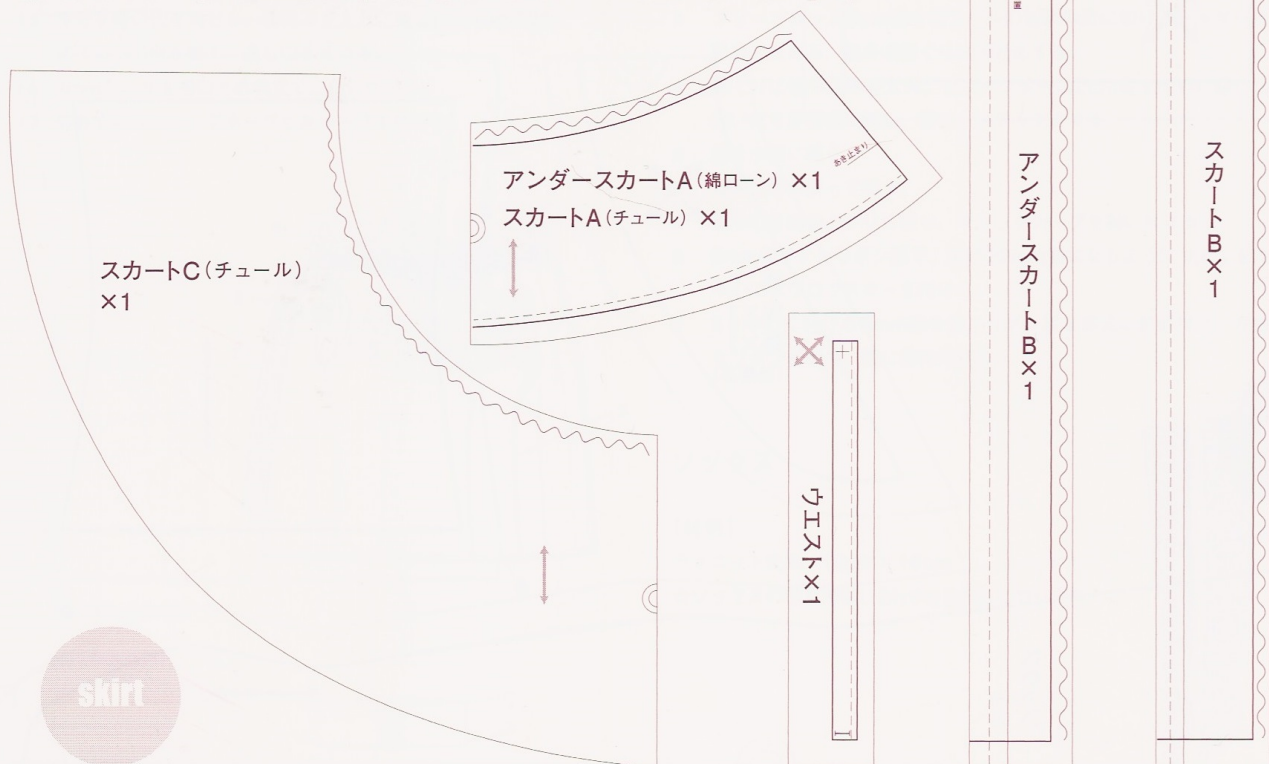 スカートC（チュール）
×1
アンダースカートA（綿ローン） ×1
スカートA（チュール） ×1
あき止まり
ウエスト×1
アンダースカートB×1
スカートB×1
skirt